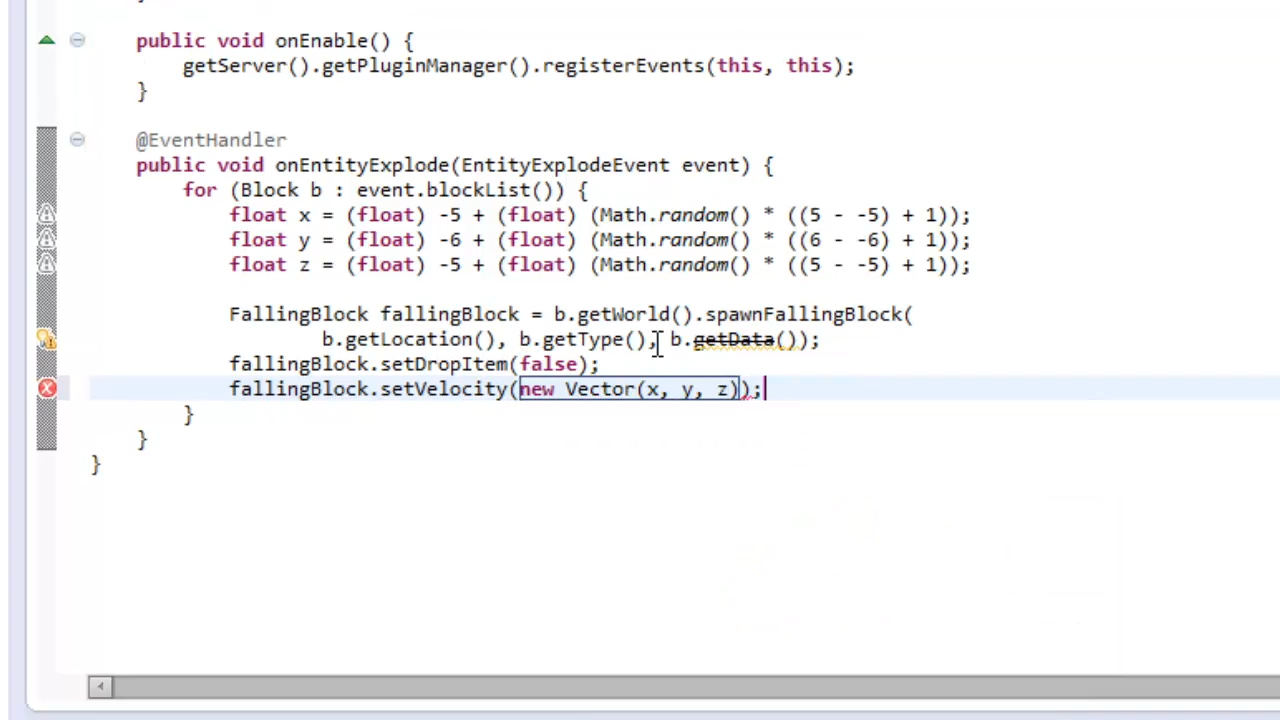 public void onEnable() {
getServer().getPluginManager().registerEvents(this, this);
}
@EventHandler
public void onEntityExplode(EntityExplodeEvent event) {
for (Block b : event.blockList()) {
float x = (float) -5 + (float) (Math.random() * ((5 - -5) + 1));
float y = (float) -6 + (float) (Math.random() * ((6 - -6) + 1));
float z = (float) -5 + (float) (Math.random() * ((5 - -5) + 1));
FallingBlock fallingBlock = b.getWorld().spawnFallingBlock(
b.getLocation(), b.getType(), b.getData());
fallingBlock.setDropItem(false);
fallingBlock.setVelocity(new Vector(x, y, z));
}
}
}